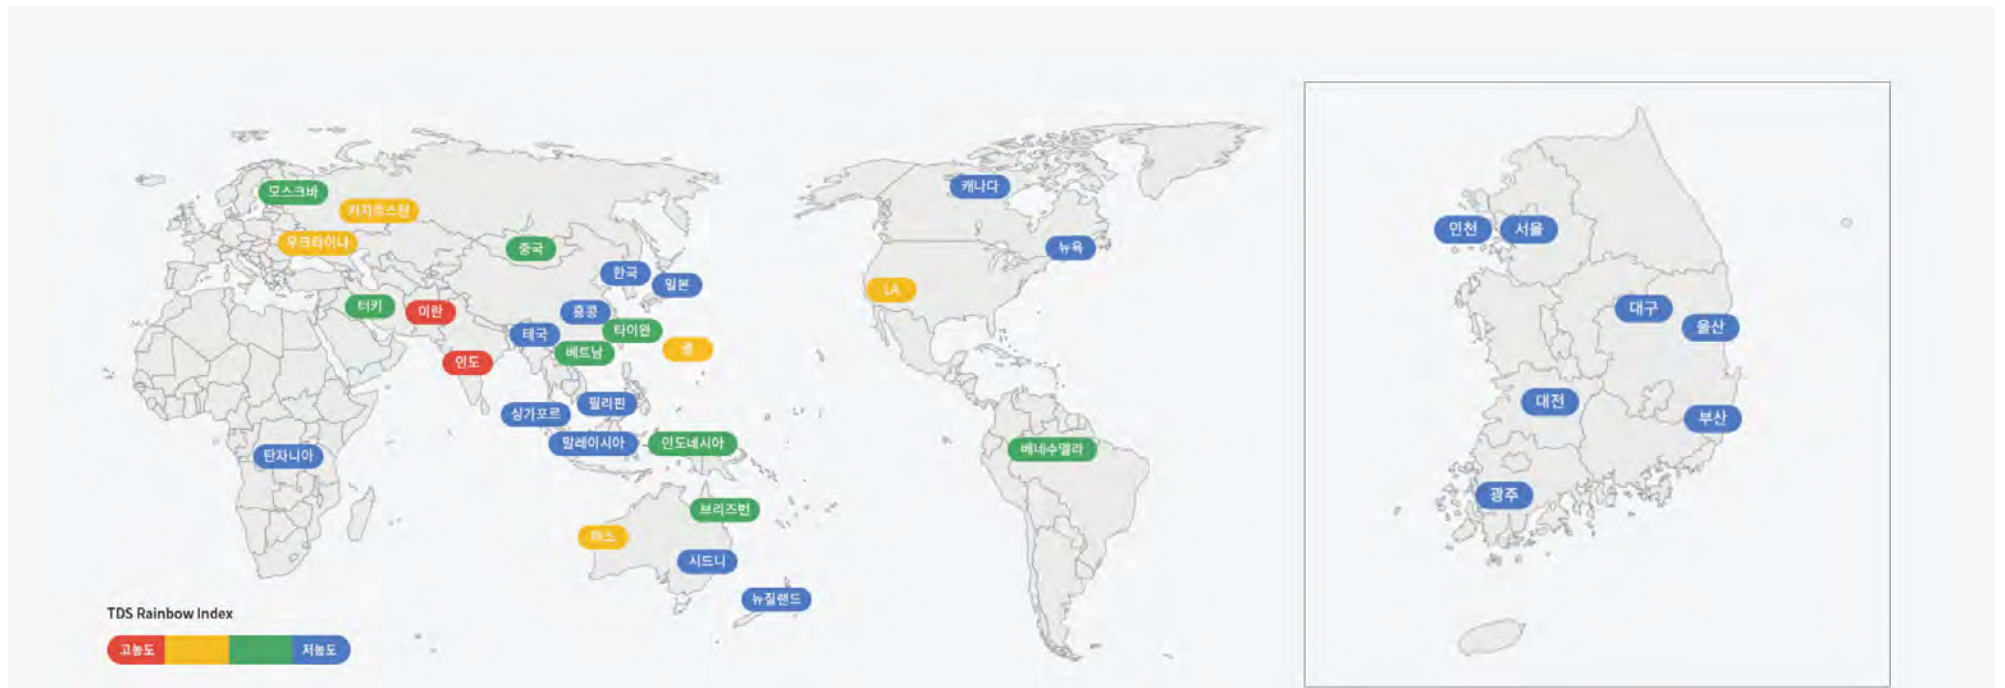 모스크바
카자흐스탄
우크라이나
중국
한국
일본
터키
이란
홍콩
태국
타이완
베트남
괌
인도
싱가포르
필리핀
말레이시아
인도네시아
탄자니아
브리즈번
퍼스
시드니
뉴질랜드
캐나다
뉴욕
LA
베네수엘라
인천
서울
대구
울산
대전
부산
광주
TDS Rainbow Index
고농도
저농도